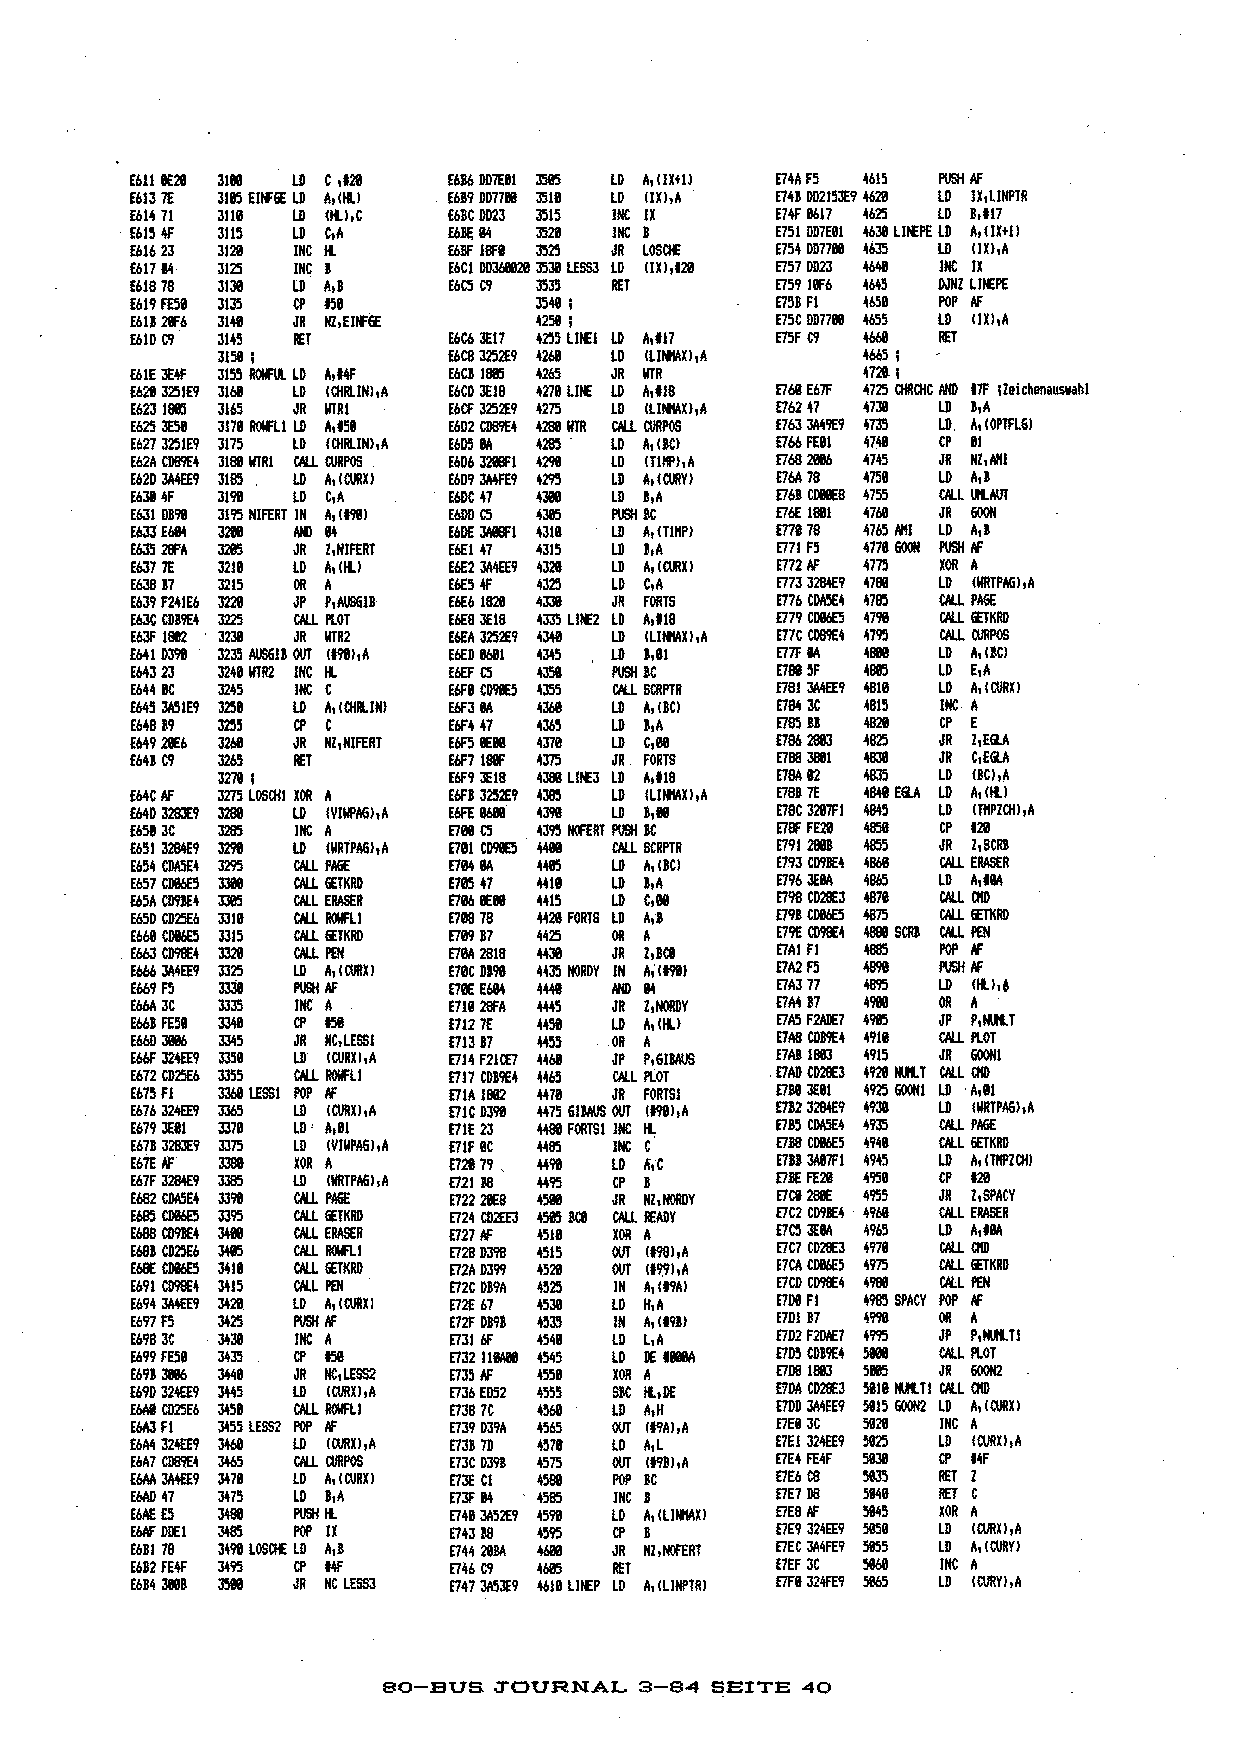 E611 0E20 3100 LD C ,#20
E613 7E 3105 EINFGE LD A,(HL)
E614 71 3110 LD (HL),C
E615 4F 3115 LD C,A
E616 23 3120 INC HL
E617 04 3125 INC B
E618 78 3130 LD A,B
E619 FE50 3135 CP #50
E61B 20F6 3140 JR NZ,EINFGE
E61D C9 3145 RET
3150 ;
E61E 3E4F 3155 ROWFUL LD A,#4F
E620 3251E9 3160 LD (CHRLIN),A
E623 1805 3165 JR WTR1
E625 3E50 3170 ROWFL1 LD A,#50
E627 3251E9 3175 LD (CHRLIN),A
E62A CD89E4 3180 WTR1 CALL CURPOS
E62D 3A4EE9 3185 LD A,(CURX)
E630 4F 3190 LD C,A
E631 DB90 3195 NIFERT IN A,(#90)
E633 E604 3200 AND 04
E635 28FA 3205 JR Z,NIFERT
E637 7E 3210 LD A,(HL)
E638 B7 3215 OR A
E639 F241E6 3220 JP P,AUSGIB
E63C CDB9E4 3225 CALL PLOT
E63F 1802 3230 JR WTR2
E641 D390 3235 AUSGIB OUT (#90),A
E643 23 3240 WTR2 INC HL
E644 0C 3245 INC C
E645 3A51E9 3250 LD A,(CHRLIN)
E648 B9 3255 CP C
E649 20E6 3260 JR NZ,NIFERT
E64B C9 3265 RET
3270 ;
E64C AF 3275 LOSCH1 XOR A
E64D 3283E9 3280 LD (VIWPAG),A
E650 3C 3285 INC A
E651 3284E9 3290 LD (WRTPAG),A
E654 CDA5E4 3295 CALL PAGE
E657 CD06E5 3300 CALL GETKRD
E65A CD9BE4 3305 CALL ERASER
E65D CD25E6 3310 CALL ROWFL1
E660 CD06E5 3315 CALL GETKRD
E663 CD98E4 3320 CALL PEN
E666 3A4EE9 3325 LD A,(CURX)
E669 F5 3330 PUSH AF
E66A 3C 3335 INC A
E66B FE50 3340 CP #50
E66D 3006 3345 JR NC,LESS1
E66F 324EE9 3350 LD (CURX),A
E672 CD25E6 3355 CALL ROWFL1
E675 F1 3360 LESS1 POP AF
E676 324EE9 3365 LD (CURX),A
E679 3E01 3370 LD A,01
E67B 3283E9 3375 LD (VIWPAG),A
E67E AF 3380 XOR A
E67F 3284E9 3385 LD (WRTPAG),A
E682 CDA5E4 3390 CALL PAGE
E685 CD06E5 3395 CALL GETKRD
E688 CD9BE4 3400 CALL ERASER
E68B CD25E6 3405 CALL ROWFL1
E68E CD06E5 3410 CALL GETKRD
E691 CD98E4 3415 CALL PEN
E694 3A4EE9 3420 LD A,(CURX)
E697 F5 3425 PUSH AF
E698 3C 3430 INC A
E699 FE50 3435 CP #50
E69B 3006 3440 JR NC,LESS2
E69D 324EE9 3445 LD (CURX),A
E6A0 CD25E6 3450 CALL ROWFL1
E6A3 F1 3455 LESS2 POP AF
E6A4 324EE9 3460 LD (CURX),A
E6A7 CD89E4 3465 CALL CURPOS
E6AA 3A4EE9 3470 LD A,(CURX)
E6AD 47 3475 LD B,A
E6AE E5 3480 PUSH HL
E6AF DDE1 3485 POP IX
E6B1 78 3490 LOSCHE LD A,B
E6B2 FE4F 3495 CP #4F
E6B4 300B 3500 JR NC LESS3
E6B6 DD7E01 3505 LD A,(IX+1)
E6B9 DD7700 3510 LD (IX),A
E6BC DD23 3515 INC IX
E6BE 04 3520 INC B
E6BF 18F0 3525 JR LOSCHE
E6C1 DD360020 3530 LESS3 LD (IX),#20
E6C5 C9 3535 RET
3540 ;
4250 ;
E6C6 3E17 4255 LINE1 LD A,#17
E6C8 3252E9 4260 LD (LINMAX),A
E6CB 1805 4265 JR WTR
E6CD 3E18 4270 LINE LD A,#18
E6CF 3252E9 4275 LD (LINMAX),A
E6D2 CD89E4 4280 WTR CALL CURPOS
E6D5 0A 4285 LD A,(BC)
E6D6 3208F1 4290 LD (T1MP),A
E6D9 3A4FE9 4295 LD A,(CURY)
E6DC 47 4300 LD B,A
E6DD C5 4305 PUSH BC
E6DE 3A08F1 4310 LD A,(T1MP)
E6E1 47 4315 LD B,A
E6E2 3A4EE9 4320 LD A,(CURX)
E6E5 4F 4325 LD C,A
E6E6 1820 4330 JR FORTS
E6E8 3E18 4335 LINE2 LD A,#18
E6EA 3252E9 4340 LD (LINMAX),A
E6ED 0601 4345 LD B,01
E6EF C5 4350 PUSH BC
E6F0 CD90E5 4355 CALL SCRPTR
E6F3 0A 4360 LD A,(BC)
E6F4 47 4365 LD B,A
E6F5 0E00 4370 LD C,00
E6F7 180F 4375 JR FORTS
E6F9 3E18 4380 LINE3 LD A,#18
E6FB 3252E9 4385 LD (LINMAX),A
E6FE 0600 4390 LD B,00
E700 C5 4395 NOFERT PUSH BC
E701 CD90E5 4400 CALL SCRPTR
E704 0A 4405 LD A,(BC)
E705 47 4410 LD B,A
E706 0E00 4415 LD C,00
E708 78 4420 FORTS LD A,B
E709 B7 4425 OR A
E70A 2818 4430 JR Z,BC0
E70C DB90 4435 NORDY IN A,(#90)
E70E E604 4440 AND 04
E710 28FA 4445 JR Z,NORDY
E712 7E 4450 LD A,(HL)
E713 B7 4455 OR A
E714 F21CE7 4460 JP P,GIBAUS
E717 CDB9E4 4465 CALL PLOT
E71A 1802 4470 JR FORTS1
E71C D390 4475 GIBAUS OUT (#90),A
E71E 23 4480 FORTS1 INC HL
E71F 0C 4485 INC C
E720 79 4490 LD A,C
E721 B8 4495 CP B
E722 20E8 4500 JR NZ,NORDY
E724 CD2EE3 4505 BC0 CALL READY
E727 AF 4510 XOR A
E728 D398 4515 OUT (#98),A
E72A D399 4520 OUT (#99),A
E72C DB9A 4525 IN A,(#9A)
E72E 67 4530 LD H,A
E72F DB9B 4535 IN A,(#9B)
E731 6F 4540 LD L,A
E732 110A00 4545 LD DE #000A
E735 AF 4550 XOR A
E736 ED52 4555 SBC HL,DE
E738 7C 4560 LD A,H
E739 D39A 4565 OUT (#9A),A
E73B 7D 4570 LD A,L
E73C D39B 4575 OUT (#9B),A
E73E C1 4580 POP BC
E73F 04 4585 INC B
E740 3A52E9 4590 LD A,(LINMAX)
E743 B8 4595 CP B
E744 20BA 4600 JR NZ,NOFERT
E746 C9 4605 RET
E747 3A53E9 4610 LINEP LD A,(LINPTR)
E74A F5 4615 PUSH AF
E74B DD2153E9 4620 LD IX,LINPTR
E74F 0617 4625 LD B,#17
E751 DD7E01 4630 LINEPE LD A,(IX+1)
E754 DD7700 4635 LD (IX),A
E757 DD23 4640 INC IX
E759 10F6 4645 DJNZ LINEPE
E75B F1 4650 POP AF
E75C DD7700 4655 LD (IX),A
E75F C9 4660 RET
4665 ;
4720 ;
E760 E67F 4725 CHRCHC AND #7F ;Zeichenauswahl
E762 47 4730 LD B,A
E763 3A49E9 4735 LD A,(OPTFLG)
E766 FE01 4740 CP 01
E768 2006 4745 JR NZ,AMI
E76A 78 4750 LD A,B
E76B CD00E8 4755 CALL UMLAUT
E76E 1801 4760 JR GOON
E770 78 4765 AMI LD A,B
E771 F5 4770 GOON PUSH AF
E772 AF 4775 XOR A
E773 3284E9 4780 LD (WRTPAG),A
E776 CDA5E4 4785 CALL PAGE
E779 CD06E5 4790 CALL GETKRD
E77C CD89E4 4795 CALL CURPOS
E77F 0A 4800 LD A,(BC)
E780 5F 4805 LD E,A
E781 3A4EE9 4810 LD A,(CURX)
E784 3C 4815 INC A
E785 BB 4820 CP E
E786 2803 4825 JR Z,EGLA
E788 3801 4830 JR C,EGLA
E78A 02 4835 LD (BC),A
E78B 7E 4840 EGLA LD A,(HL)
E78C 3207F1 4845 LD (TMPZCH),A
E78F FE20 4850 CP #20
E791 280B 4855 JR Z,SCRB
E793 CD9BE4 4860 CALL ERASER
E796 3E0A 4865 LD A,#0A
E798 CD28E3 4870 CALL CMD
E79B CD06E5 4875 CALL GETKRD
E79E CD98E4 4880 SCRB CALL PEN
E7A1 F1 4885 POP AF
E7A2 F5 4890 PUSH AF
E7A3 77 4895 LD (HL),A
E7A4 B7 4900 OR A
E7A5 F2ADE7 4905 JP P,NUMLT
E7A8 CDB9E4 4910 CALL PLOT
E7AB 1803 4915 JR GOON1
E7AD CD28E3 4920 NUMLT CALL CMD
E7B0 3E01 4925 GOON1 LD A,01
E7B2 3284E9 4930 LD (WRTPAG),A
E7B5 CDA5E4 4935 CALL PAGE
E7B8 CD06E5 4940 CALL GETKRD
E7BB 3A07F1 4945 LD A,(TMPZCH)
E7BE FE20 4950 CP #20
E7C0 280E 4955 JR Z,SPACY
E7C2 CD9BE4 4960 CALL ERASER
E7C5 3E0A 4965 LD A,#0A
E7C7 CD28E3 4970 CALL CMD
E7CA CD06E5 4975 CALL GETKRD
E7CD CD98E4 4980 CALL PEN
E7D0 F1 4985 SPACY POP AF
E7D1 B7 4990 OR A
E7D2 F2DAE7 4995 JP P,NUMLT1
E7D5 CDB9E4 5000 CALL PLOT
E7D8 1803 5005 JR GOON2
E7DA CD28E3 5010 NUMLT1 CALL CMD
E7DD 3A4EE9 5015 GOON2 LD A,(CURX)
E7E0 3C 5020 INC A
E7E1 324EE9 5025 LD (CURX),A
E7E4 FE4F 5030 CP #4F
E7E6 C8 5035 RET Z
E7E7 D8 5040 RET C
E7E8 AF 5045 XOR A
E7E9 324EE9 5050 LD (CURX),A
E7EC 3A4FE9 5055 LD A,(CURY)
E7EF 3C 5060 INC A
E7F0 324FE9 5065 LD (CURY),A
80-BUS JOURNAL 3-84 SEITE 40